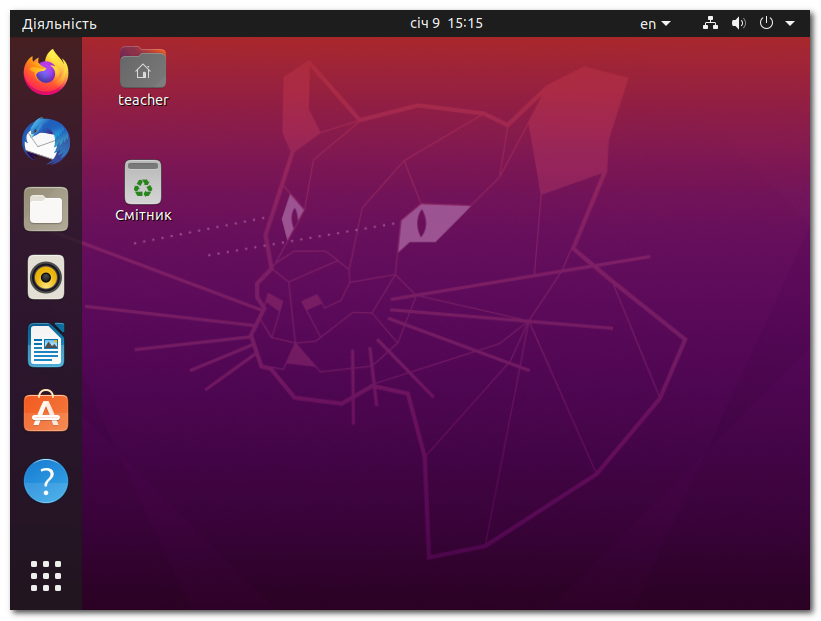 Діяльність
січ 9 15:15
en
teacher
Смітник